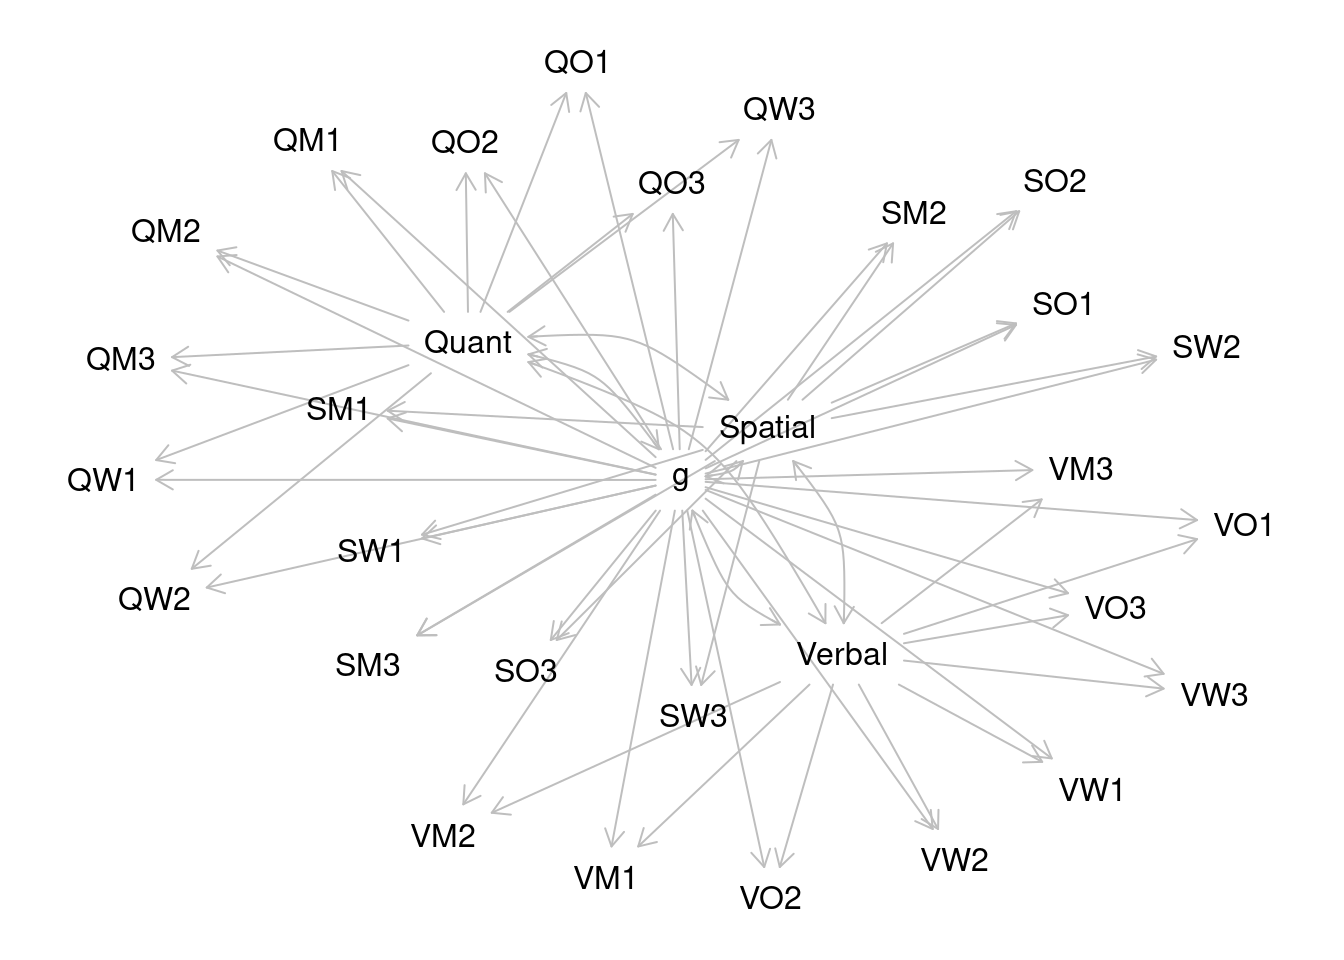 QO1
QW3
QM1
QO2
QO3
SO2
SM2
QM2
SO1
Quant
SW2
QM3
SM1
Spatial
VM3
g
QW1
VO1
SW1
QW2
VO3
Verbal
SM3
SO3
VW3
SW3
VW1
VM2
VW2
VM1
VO2